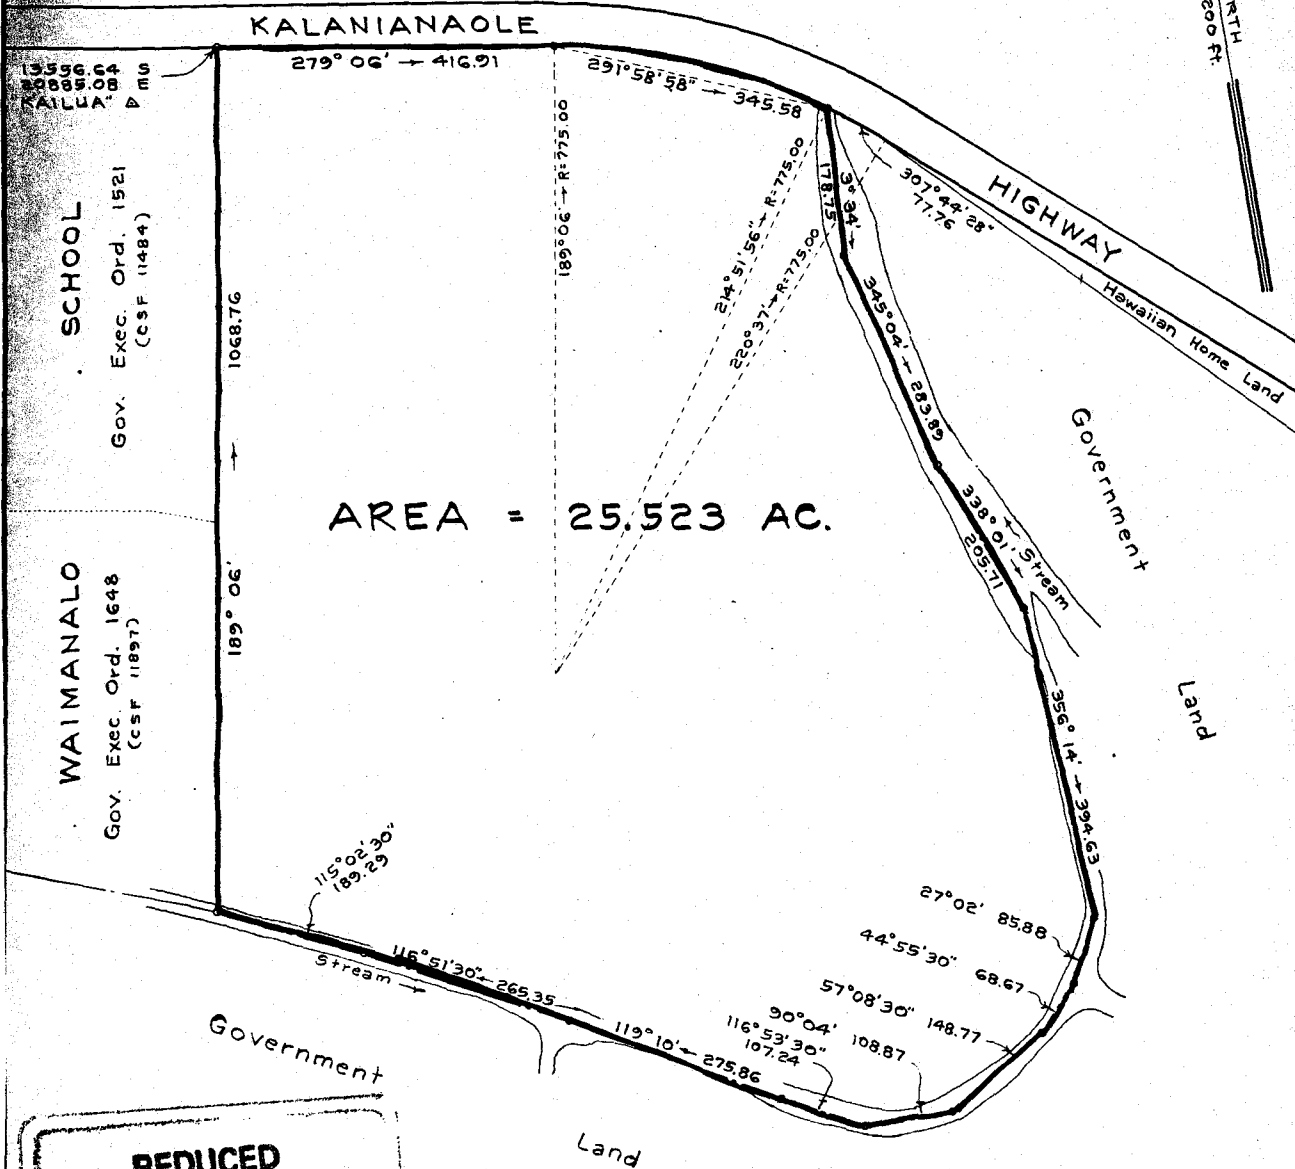 KALANIANAOLE
HIGHWAY
279° 06' → 416.91
291°58'58" → 345.58
13596.64 S
20885.08 E
"KAILUA" △
RTH
200 ft.
189°06' → R=775.00
214°51'56" → R=775.00
220°37' → R=775.00
3°34' →
178.75
307°44'28"
77.76
Hawaiian Home Land
SCHOOL
Gov. Exec. Ord. 1521
(CSF 11484)
1068.76
189° 06'
345°04' → 283.89
338°01' →
205.71
← Stream
Government
Land
AREA = 25.523 AC.
WAIMANALO
Gov. Exec. Ord. 1648
(CSF 11897)
356° 14' → 394.63
115°02'30"
189.29
27°02' 85.88
44°55'30" 68.67
57°08'30" 148.77
90°04' 108.87
116°53'30"
107.24
116°51'30" ← 265.35
Stream →
119°10' ← 275.86
Government
Land
REDUCED